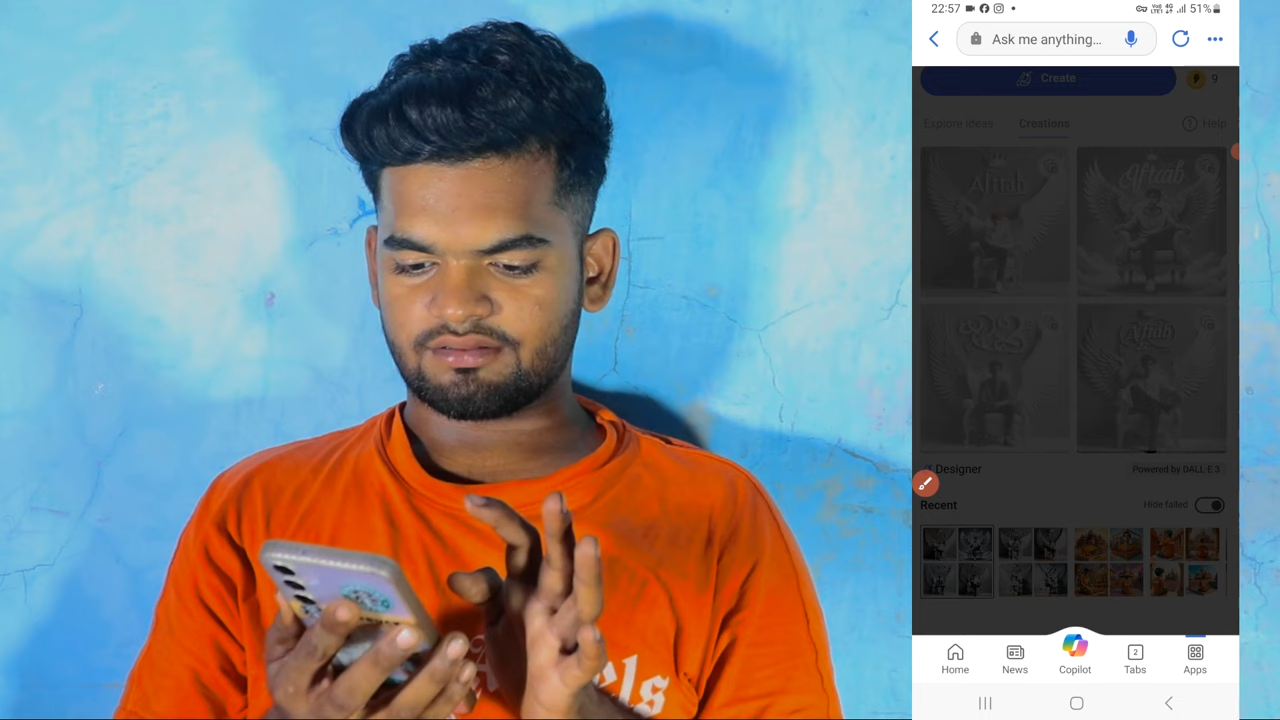 22:57
51%
Ask me anything...
Create
9
Explore ideas
Creations
Help
Aftab
Aftab
Aftab
Designer
Powered by DALL·E 3
Recent
Hide failed
Home
News
Copilot
2
Tabs
Apps
els